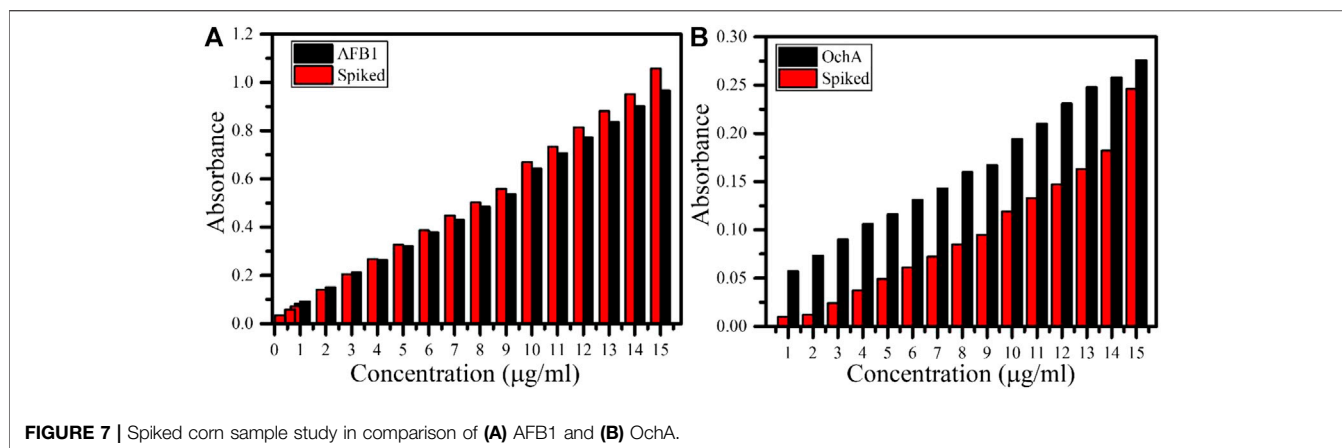 A
1.2
1.0
0.8
0.6
0.4
0.2
0.0
Absorbance
AFB1
Spiked
0 1 2 3 4 5 6 7 8 9 10 11 12 13 14 15
Concentration (µg/ml)
B
0.30
0.25
0.20
0.15
0.10
0.05
0.00
Absorbance
OchA
Spiked
1 2 3 4 5 6 7 8 9 10 11 12 13 14 15
Concentration (µg/ml)
FIGURE 7 | Spiked corn sample study in comparison of (A) AFB1 and (B) OchA.